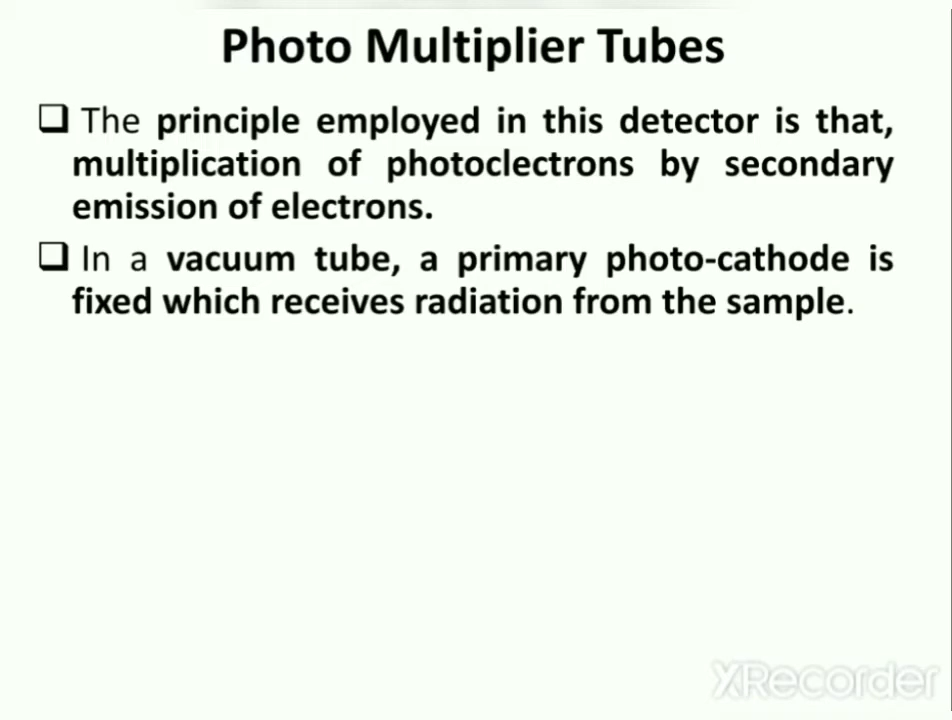 Photo Multiplier Tubes
❑ The principle employed in this detector is that,
multiplication of photoclectrons by secondary
emission of electrons.
❑ In a vacuum tube, a primary photo-cathode is
fixed which receives radiation from the sample.
XRecorder